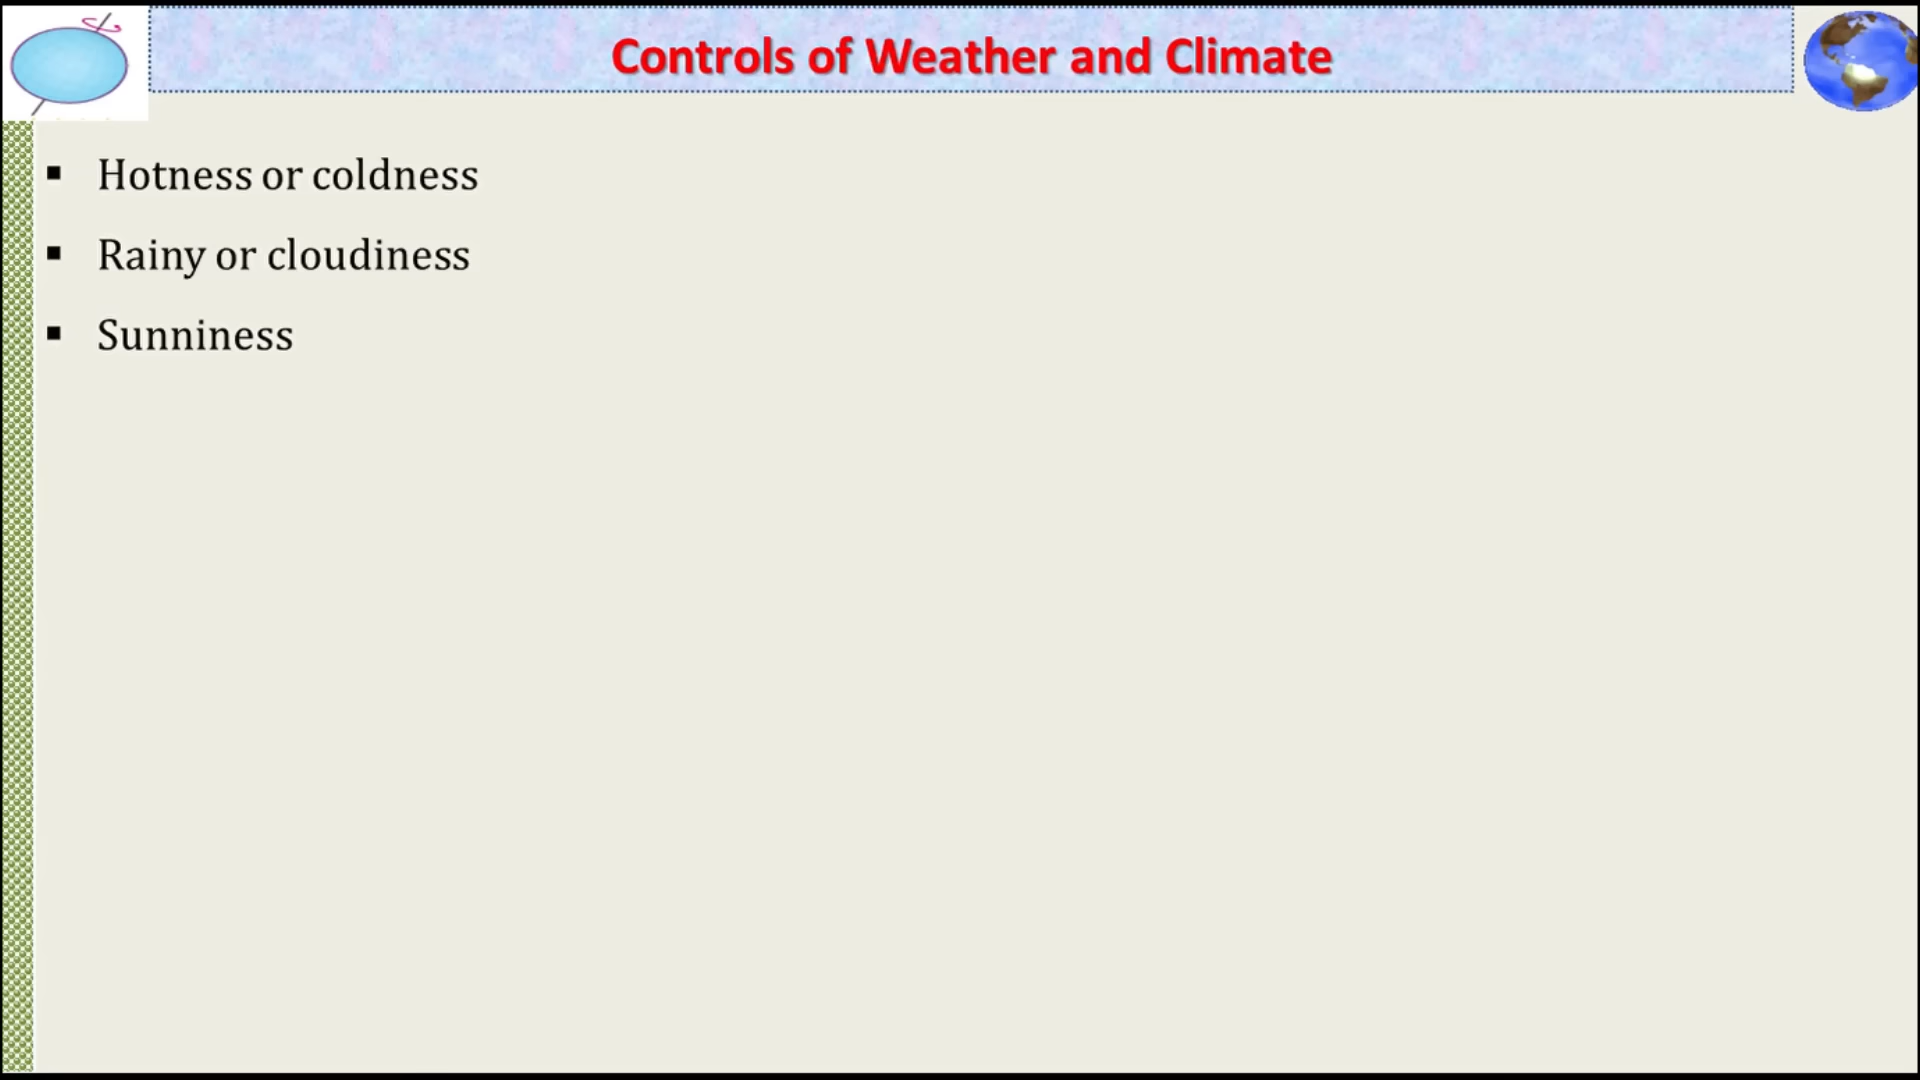 Controls of Weather and Climate
▪ Hotness or coldness
▪ Rainy or cloudiness
▪ Sunniness